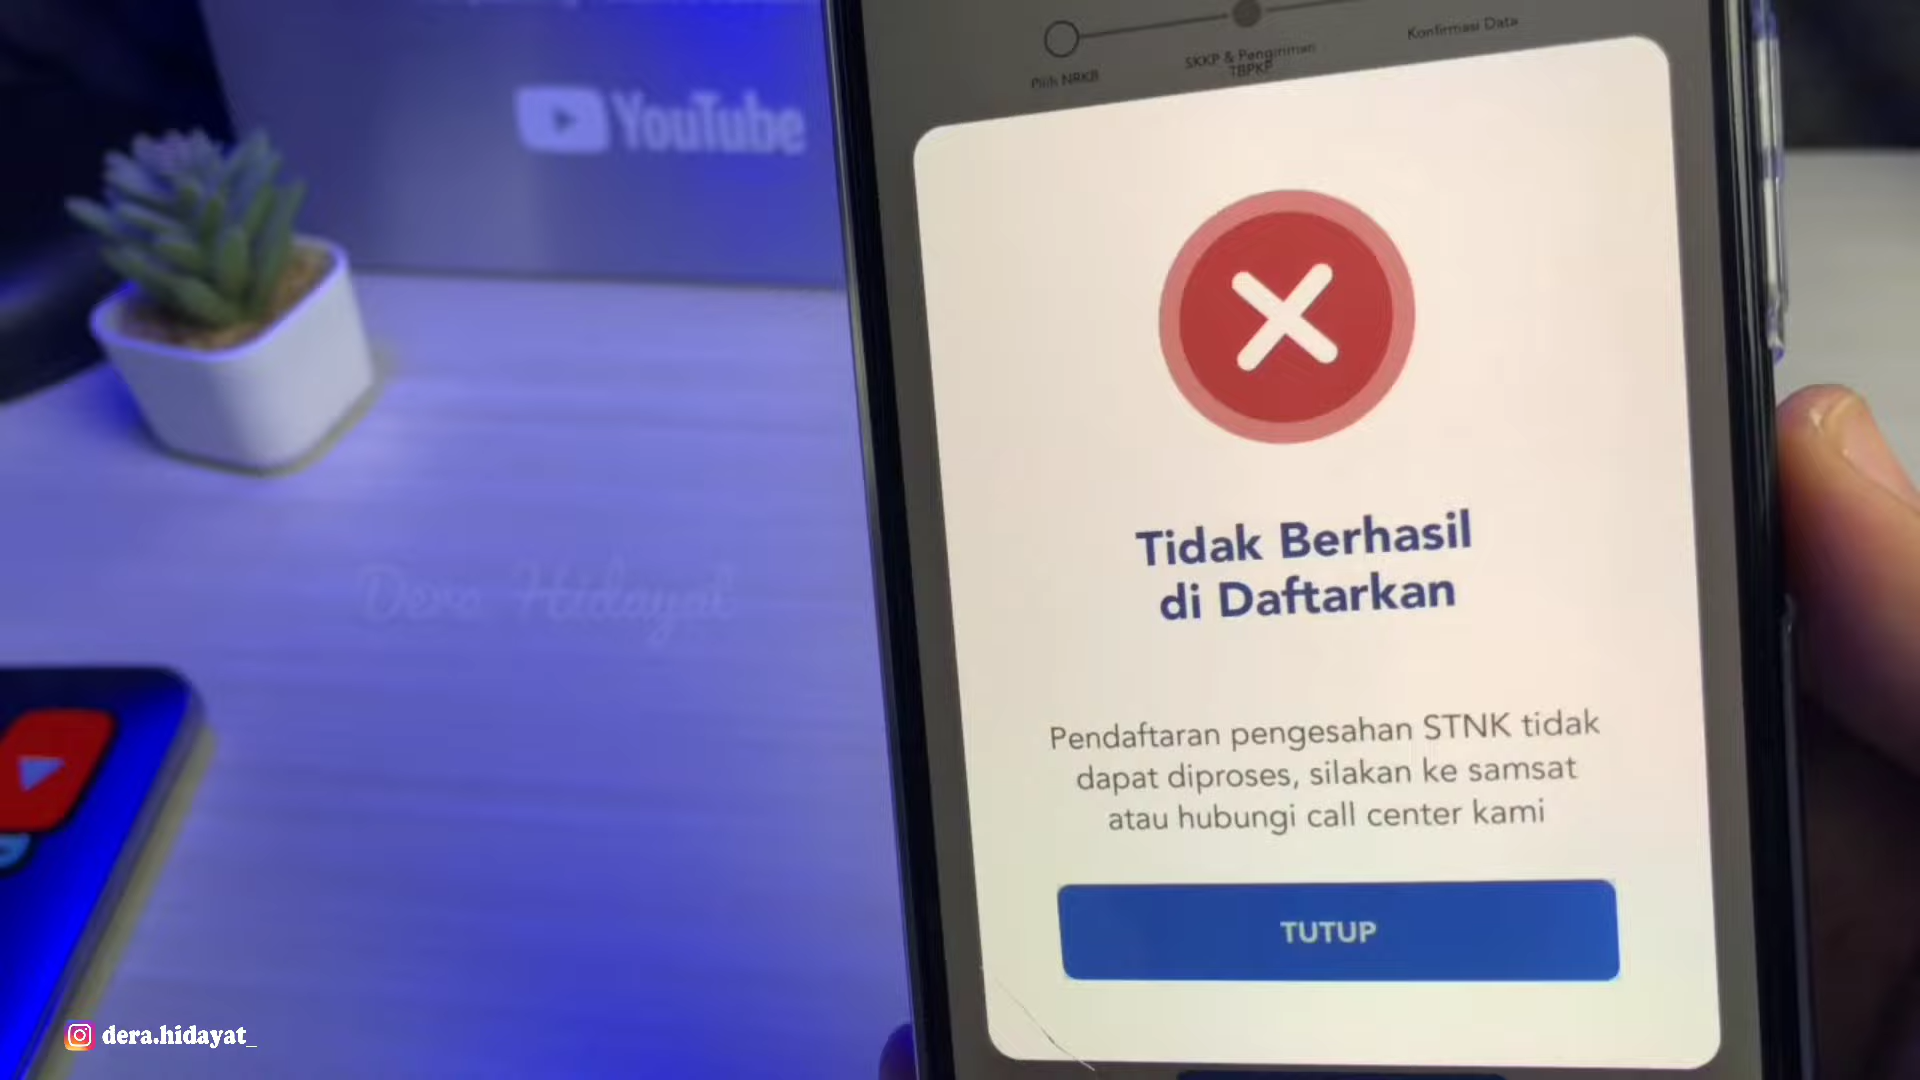 YouTube
Pilih NRKB
SKKP & Pengiriman
TBPKP
Konfirmasi Data
Tidak Berhasil
di Daftarkan
Pendaftaran pengesahan STNK tidak
dapat diproses, silakan ke samsat
atau hubungi call center kami
TUTUP
Dera Hidayat
dera.hidayat_